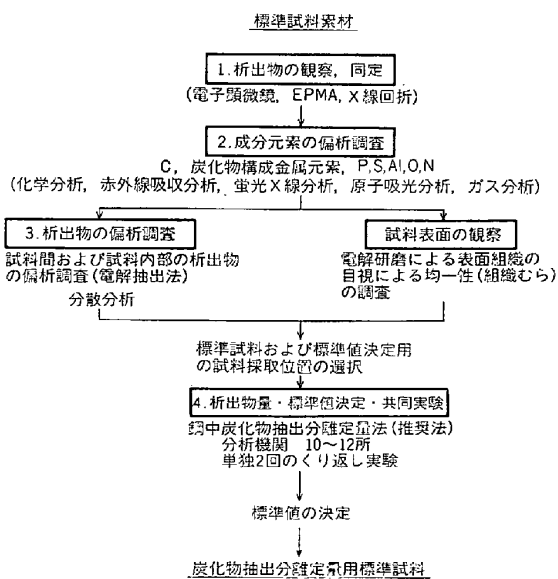 標準試料素材
1.析出物の観察，同定
(電子顕微鏡，EPMA，X線回折)
2.成分元素の偏析調査
C，炭化物構成金属元素，P,S,Al,O,N
(化学分析，赤外線吸収分析，蛍光X線分析，原子吸光分析，ガス分析)
3.析出物の偏析調査
試料間および試料内部の析出物
の偏析調査(電解抽出法)
分散分析
試料表面の観察
電解研磨による表面組織の
目視による均一性(組織むら)
の調査
標準試料および標準値決定用
の試料採取位置の選択
4.析出物量・標準値決定・共同実験
鋼中炭化物抽出分離定量法(推奨法)
分析機関 10〜12所
単独2回のくり返し実験
標準値の決定
炭化物抽出分離定量用標準試料